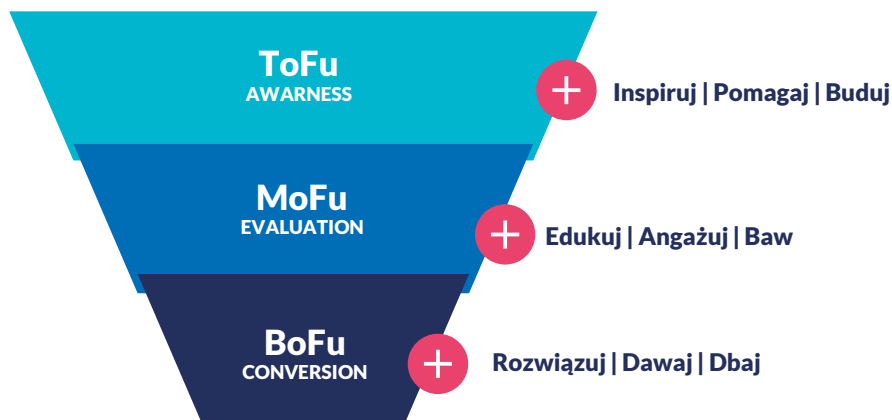 ToFu
AWARNESS
Inspiruj | Pomagaj | Buduj
MoFu
EVALUATION
Edukuj | Angażuj | Baw
BoFu
CONVERSION
Rozwiązuj | Dawaj | Dbaj